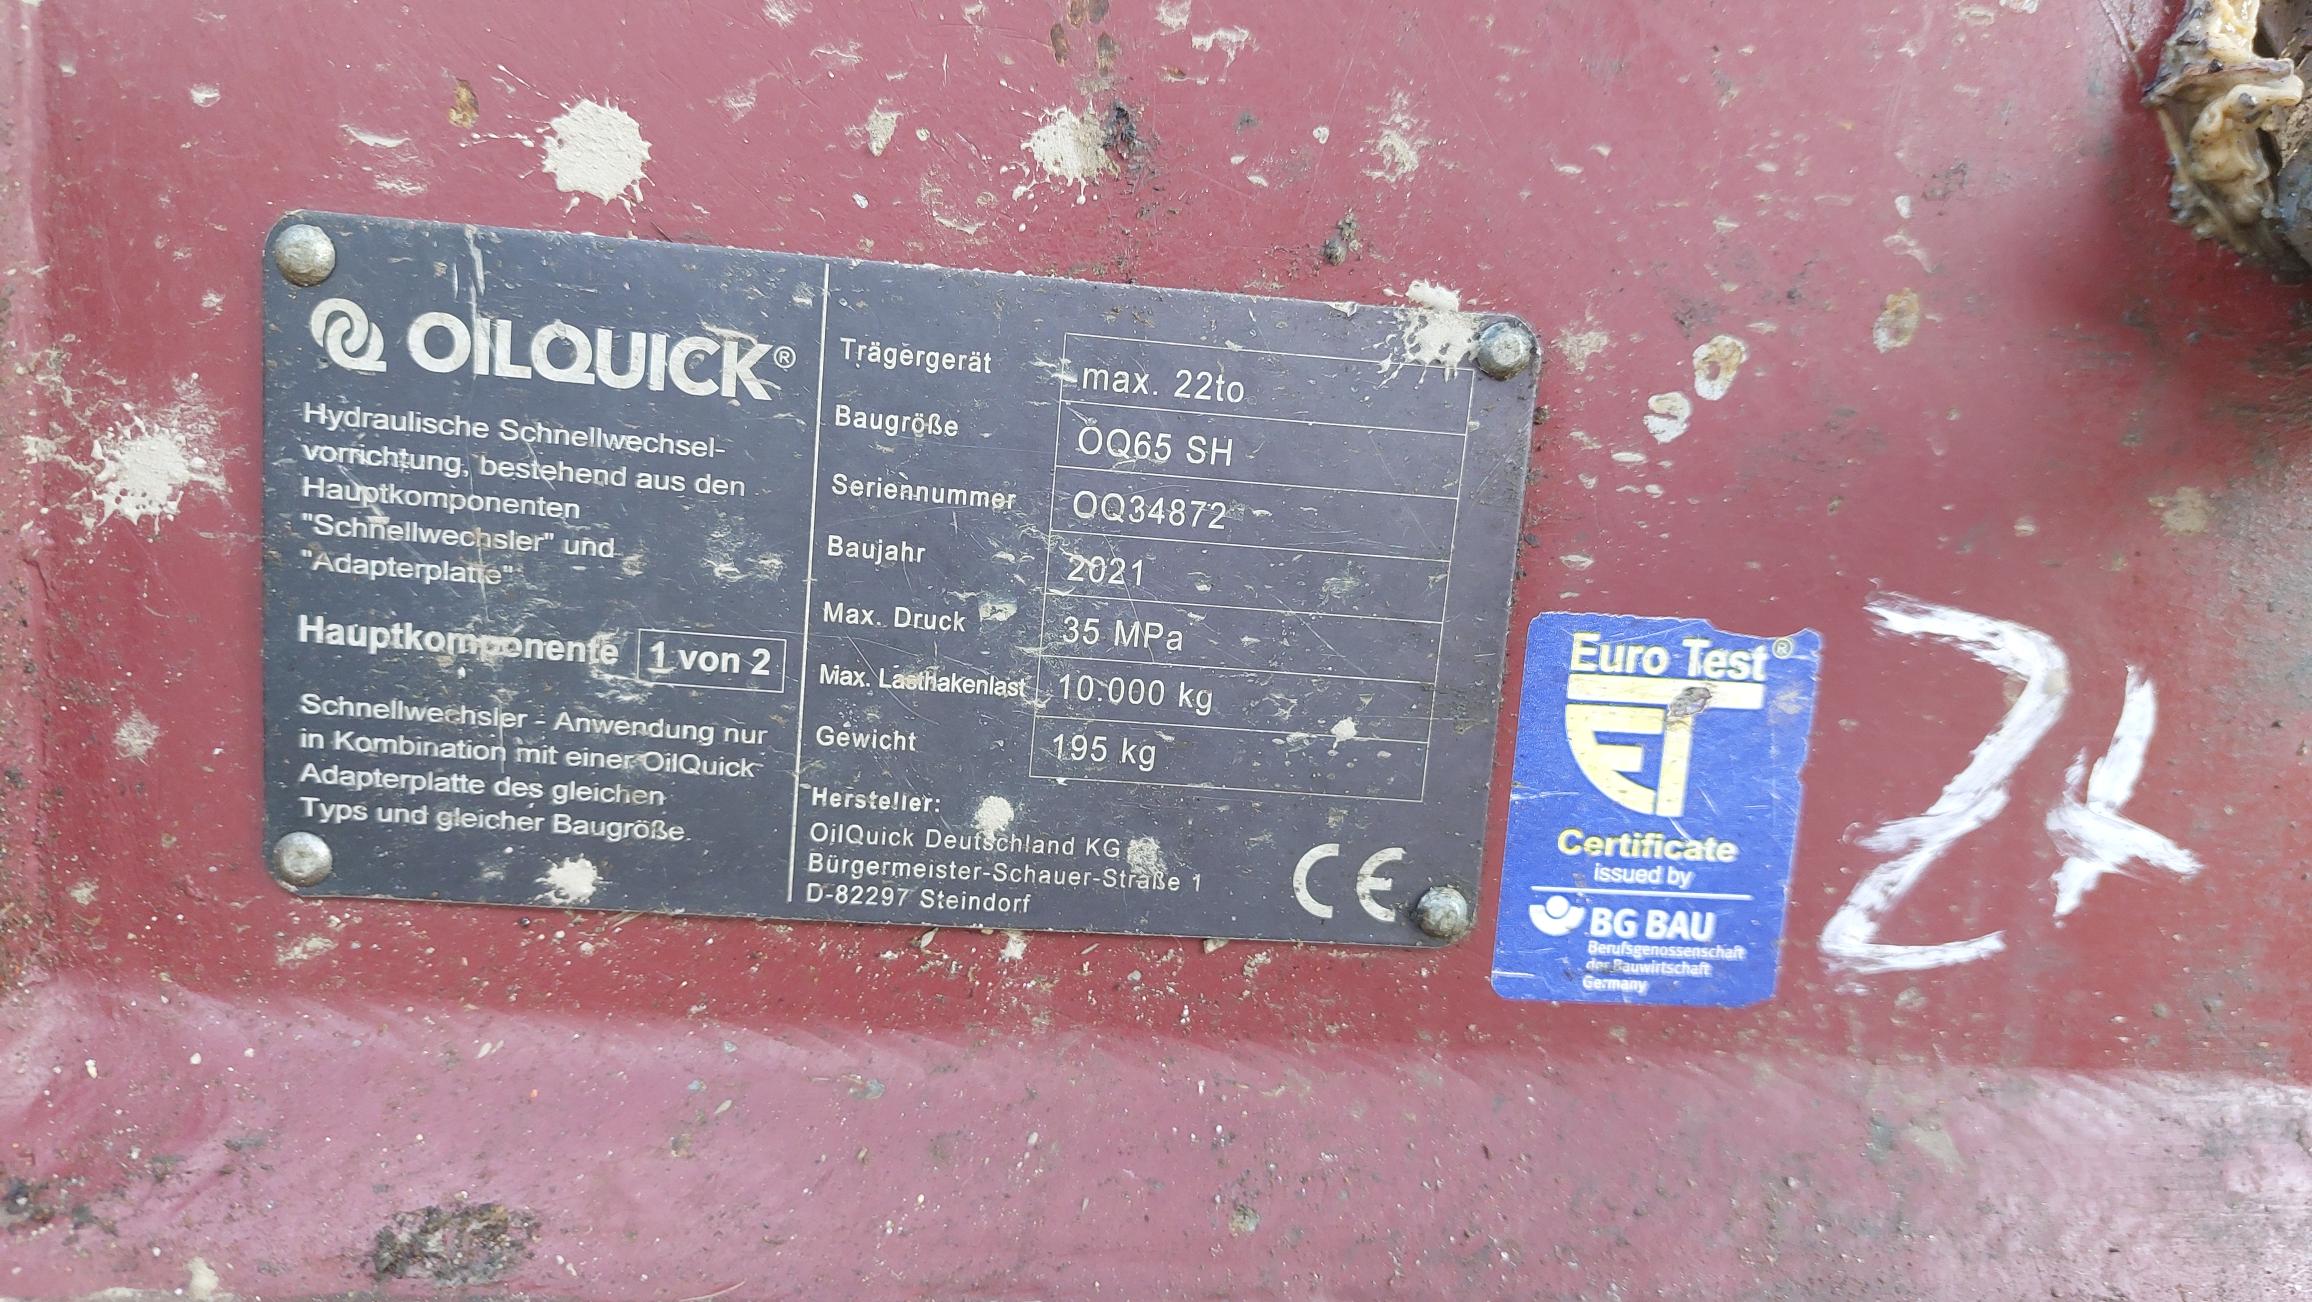 OILQUICK®
Hydraulische Schnellwechsel-
vorrichtung, bestehend aus den
Hauptkomponenten
"Schnellwechsler" und
"Adapterplatte"
Hauptkomponente 1 von 2
Schnellwechsler - Anwendung nur
in Kombination mit einer OilQuick
Adapterplatte des gleichen
Typs und gleicher Baugröße.
Trägergerät max. 22to
Baugröße OQ65 SH
Seriennummer OQ34872
Baujahr 2021
Max. Druck 35 MPa
Max. Lasthakenlast 10.000 kg
Gewicht 195 kg
Hersteller:
OilQuick Deutschland KG
Bürgermeister-Schauer-Straße 1
D-82297 Steindorf
CE
Euro Test®
ET
Certificate
issued by
BG BAU
Berufsgenossenschaft
der Bauwirtschaft
Germany